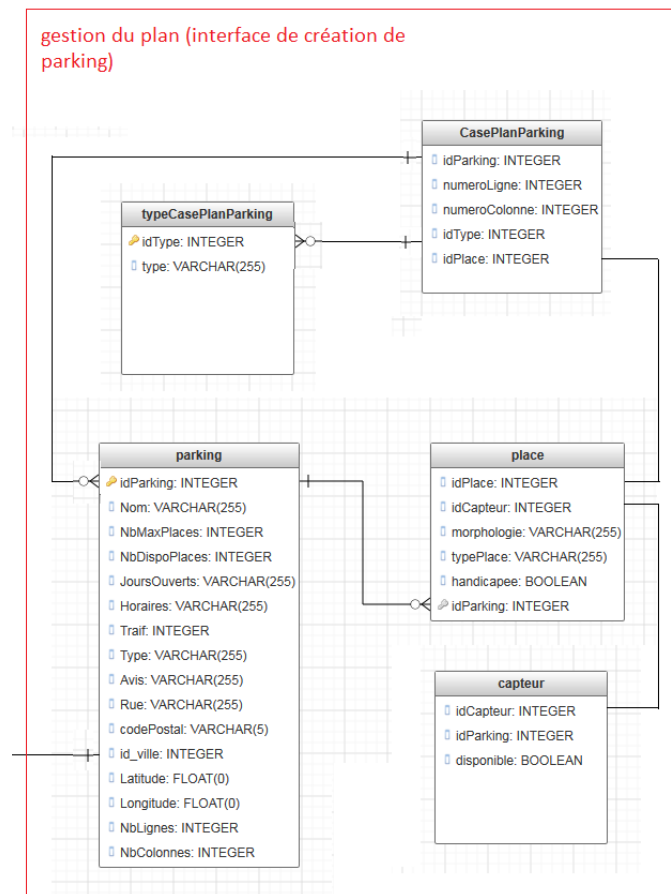 gestion du plan (interface de création de
parking)
CasePlanParking
idParking: INTEGER
numeroLigne: INTEGER
numeroColonne: INTEGER
idType: INTEGER
idPlace: INTEGER
typeCasePlanParking
idType: INTEGER
type: VARCHAR(255)
parking
idParking: INTEGER
Nom: VARCHAR(255)
NbMaxPlaces: INTEGER
NbDispoPlaces: INTEGER
JoursOuverts: VARCHAR(255)
Horaires: VARCHAR(255)
Traif: INTEGER
Type: VARCHAR(255)
Avis: VARCHAR(255)
Rue: VARCHAR(255)
codePostal: VARCHAR(5)
id_ville: INTEGER
Latitude: FLOAT(0)
Longitude: FLOAT(0)
NbLignes: INTEGER
NbColonnes: INTEGER
place
idPlace: INTEGER
idCapteur: INTEGER
morphologie: VARCHAR(255)
typePlace: VARCHAR(255)
handicapee: BOOLEAN
idParking: INTEGER
capteur
idCapteur: INTEGER
idParking: INTEGER
disponible: BOOLEAN